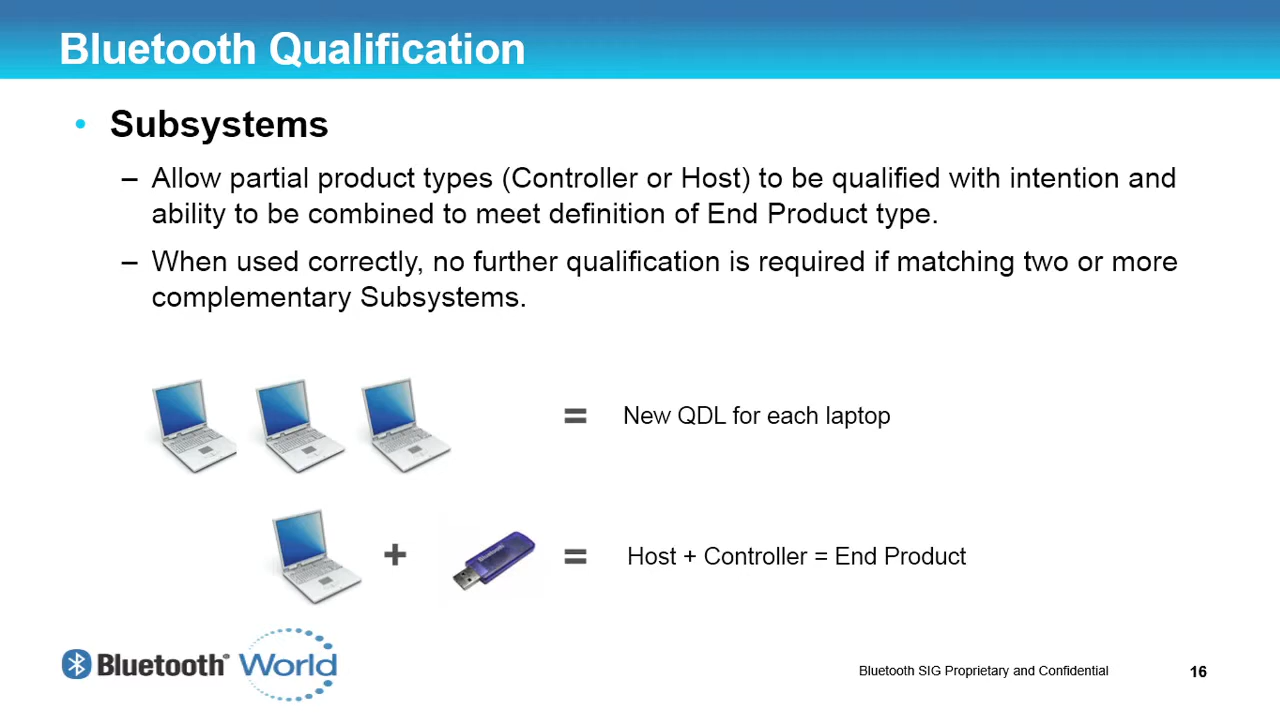 Bluetooth Qualification
• Subsystems
– Allow partial product types (Controller or Host) to be qualified with intention and
ability to be combined to meet definition of End Product type.
– When used correctly, no further qualification is required if matching two or more
complementary Subsystems.
= New QDL for each laptop
+ = Host + Controller = End Product
Bluetooth® World
Bluetooth SIG Proprietary and Confidential 16